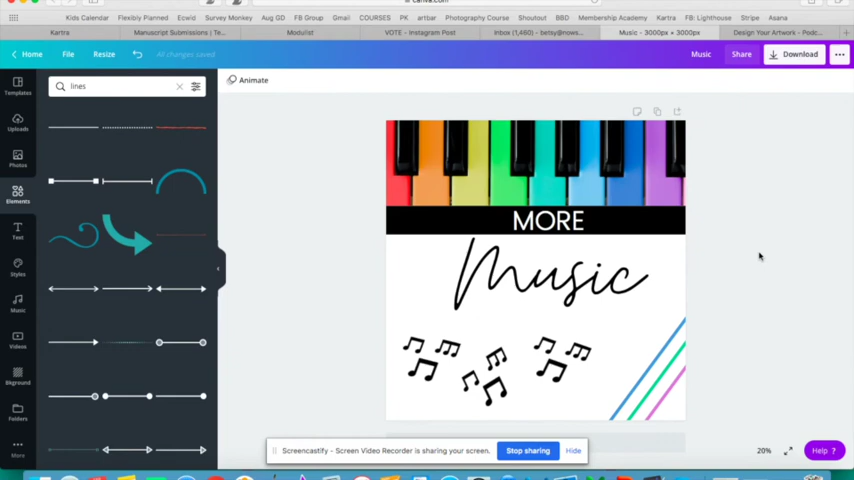 canva.com
Kids Calendar Flexibly Planned Ecwid Survey Monkey Aug GD FB Group Gmail COURSES PK artbar Photography Course Shoutout BBD Membership Academy Kartra FB: Lighthouse Stripe Asana
Kartra Manuscript Submissions | Te... Modulist VOTE - Instagram Post Inbox (1,460) - betsy@nows... Music - 3000px × 3000px Design Your Artwork - Podc...
Home File Resize All changes saved Music Share Download
lines
Animate
Templates
Uploads
Photos
Elements
Text
Styles
Music
Videos
Bkground
Folders
More
MORE
Music
Screencastify - Screen Video Recorder is sharing your screen. Stop sharing Hide
20% Help ?